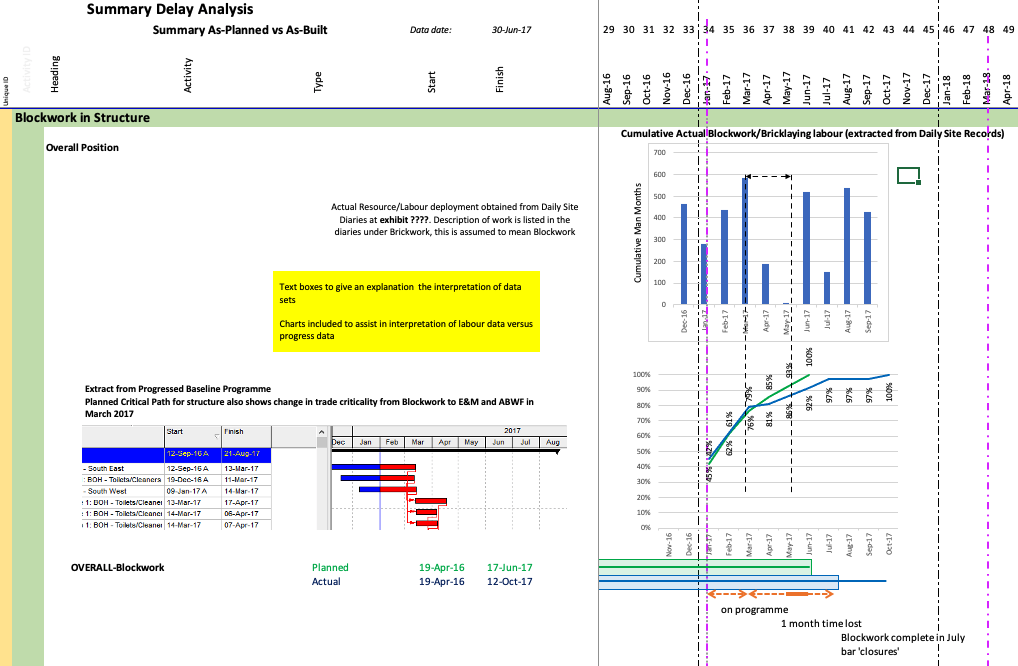 Summary Delay Analysis
Summary As-Planned vs As-Built
Data date:
30-Jun-17
29 30 31 32 33 34 35 36 37 38 39 40 41 42 43 44 45 46 47 48 49
Unique ID
Activity ID
Heading
Activity
Type
Start
Finish
Aug-16 Sep-16 Oct-16 Nov-16 Dec-16 Jan-17 Feb-17 Mar-17 Apr-17 May-17 Jun-17 Jul-17 Aug-17 Sep-17 Oct-17 Nov-17 Dec-17 Jan-18 Feb-18 Mar-18 Apr-18
Blockwork in Structure
Overall Position
Cumulative Actual Blockwork/Bricklaying labour (extracted from Daily Site Records)
Cumulative Man Months
700
600
500
400
300
200
100
0
Dec-16 Jan-17 Feb-17 Mar-17 Apr-17 May-17 Jun-17 Jul-17 Aug-17 Sep-17
Actual Resource/Labour deployment obtained from Daily Site
Diaries at exhibit ????. Description of work is listed in the
diaries under Brickwork, this is assumed to mean Blockwork
Text boxes to give an explanation the interpretation of data
sets
Charts included to assist in interpretation of labour data versus
progress data
Extract from Progressed Baseline Programme
Planned Critical Path for structure also shows change in trade criticality from Blockwork to E&M and ABWF in
March 2017
Start Finish 2017
Dec Jan Feb Mar Apr May Jun Jul Aug
12-Sep-16 A 21-Aug-17
- South East 12-Sep-16 A 13-Mar-17
: BOH - Toilets/Cleaners 19-Dec-16 A 11-Mar-17
- South West 09-Jan-17 A 14-Mar-17
1: BOH - Toilets/Cleaner 13-Mar-17 17-Apr-17
1: BOH - Toilets/Cleaner 14-Mar-17 06-Apr-17
1: BOH - Toilets/Cleaner 14-Mar-17 07-Apr-17
100%
90%
80%
70%
60%
50%
40%
30%
20%
10%
0%
42% 61% 79% 85% 93% 100%
45% 62% 76% 81% 86% 92% 97% 97% 97% 100%
Nov-16 Dec-16 Jan-17 Feb-17 Mar-17 Apr-17 May-17 Jun-17 Jul-17 Aug-17 Sep-17 Oct-17
OVERALL-Blockwork
Planned 19-Apr-16 17-Jun-17
Actual 19-Apr-16 12-Oct-17
on programme
1 month time lost
Blockwork complete in July
bar 'closures'